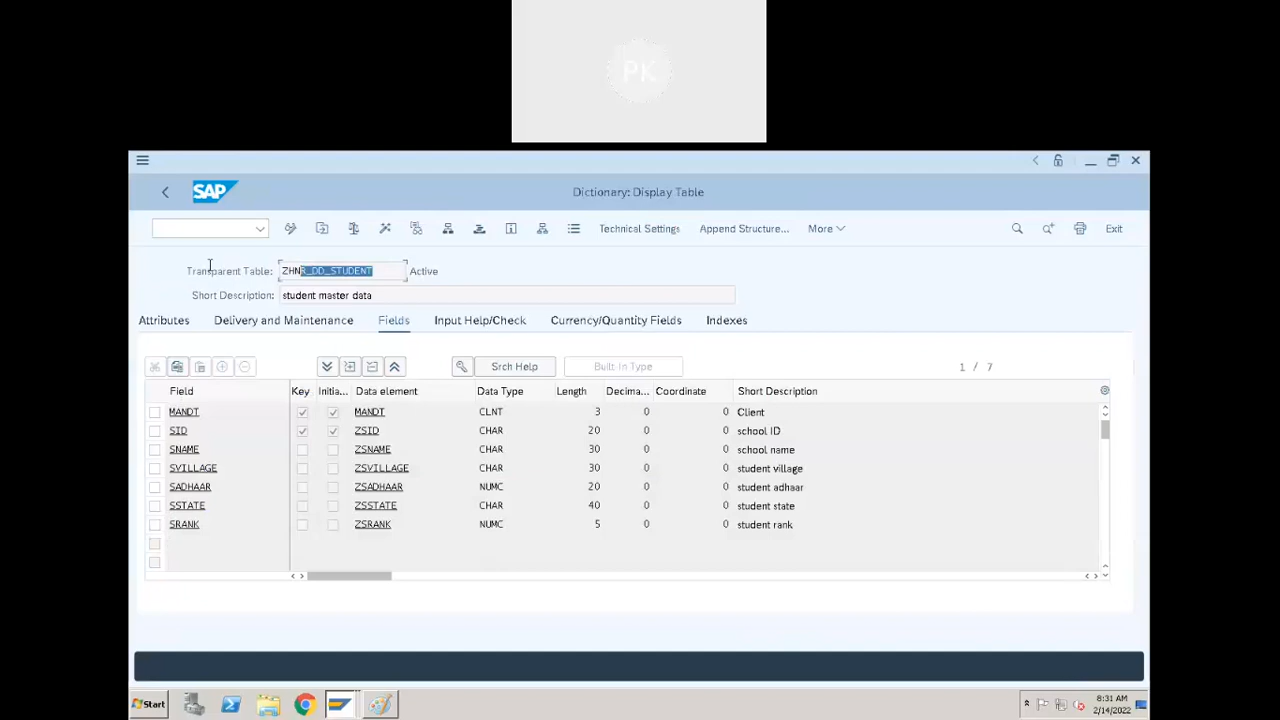 PK
SAP
Dictionary: Display Table
Technical Settings
Append Structure...
More
Exit
Transparent Table: ZHNR_DD_STUDENT Active
Short Description: student master data
Attributes Delivery and Maintenance Fields Input Help/Check Currency/Quantity Fields Indexes
Srch Help Built-In Type 1 / 7
Field Key Initia... Data element Data Type Length Decima... Coordinate Short Description
MANDT MANDT CLNT 3 0 0 Client
SID ZSID CHAR 20 0 0 school ID
SNAME ZSNAME CHAR 30 0 0 school name
SVILLAGE ZSVILLAGE CHAR 30 0 0 student village
SADHAAR ZSADHAAR NUMC 20 0 0 student adhaar
SSTATE ZSSTATE CHAR 40 0 0 student state
SRANK ZSRANK NUMC 5 0 0 student rank
Start
8:31 AM
2/14/2022